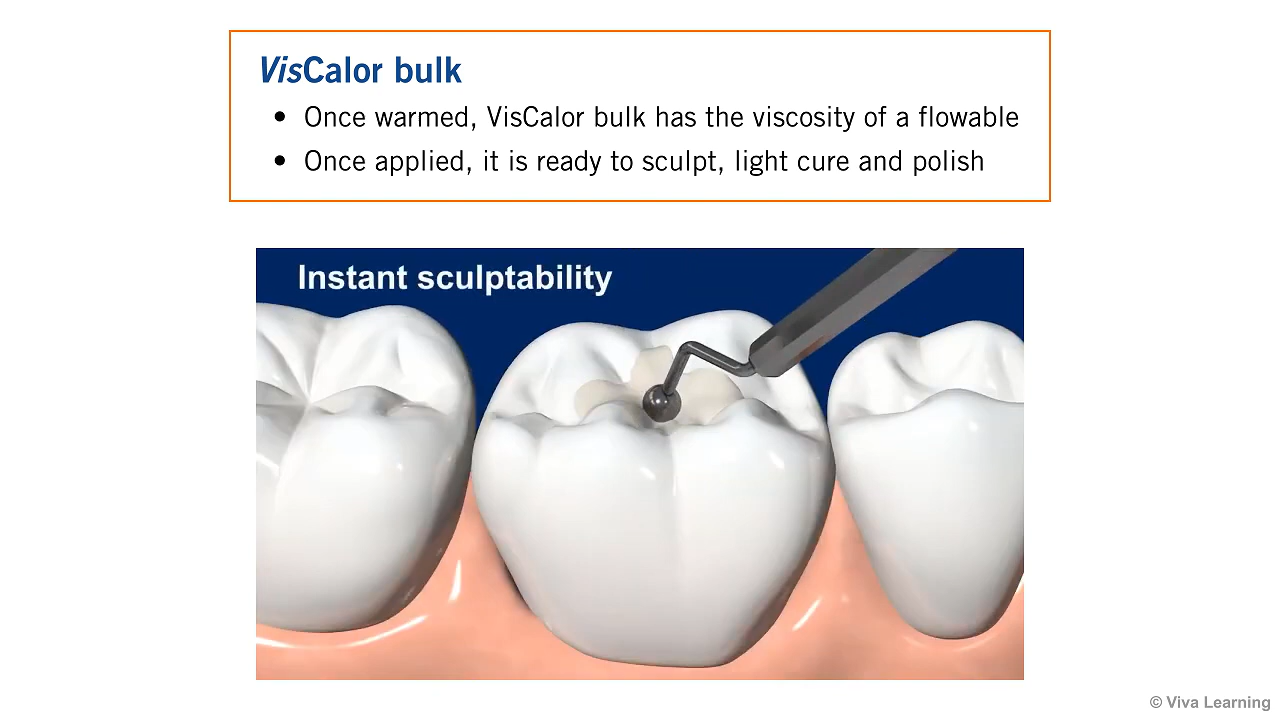 VisCalor bulk
• Once warmed, VisCalor bulk has the viscosity of a flowable
• Once applied, it is ready to sculpt, light cure and polish
Instant sculptability
© Viva Learning